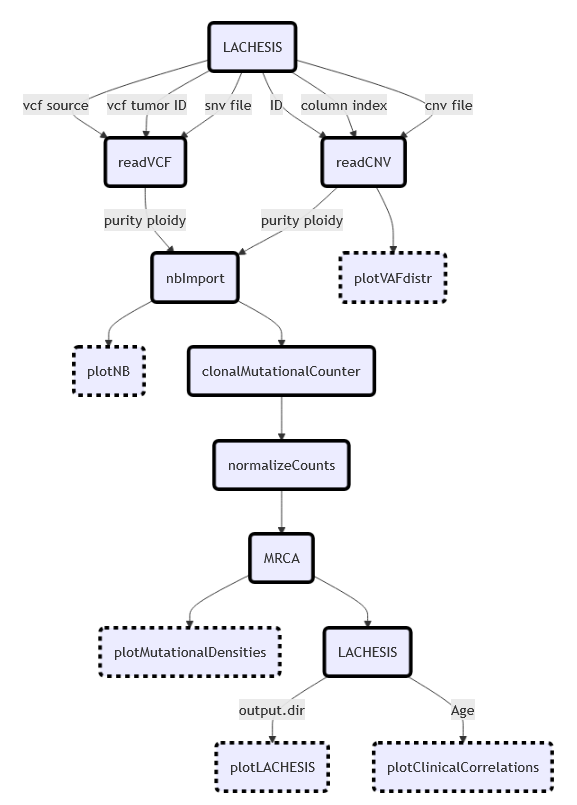 LACHESIS
vcf source
vcf tumor ID
snv file
ID
column index
cnv file
readVCF
readCNV
purity ploidy
purity ploidy
nbImport
plotVAFdistr
plotNB
clonalMutationalCounter
normalizeCounts
MRCA
plotMutationalDensities
LACHESIS
output.dir
Age
plotLACHESIS
plotClinicalCorrelations